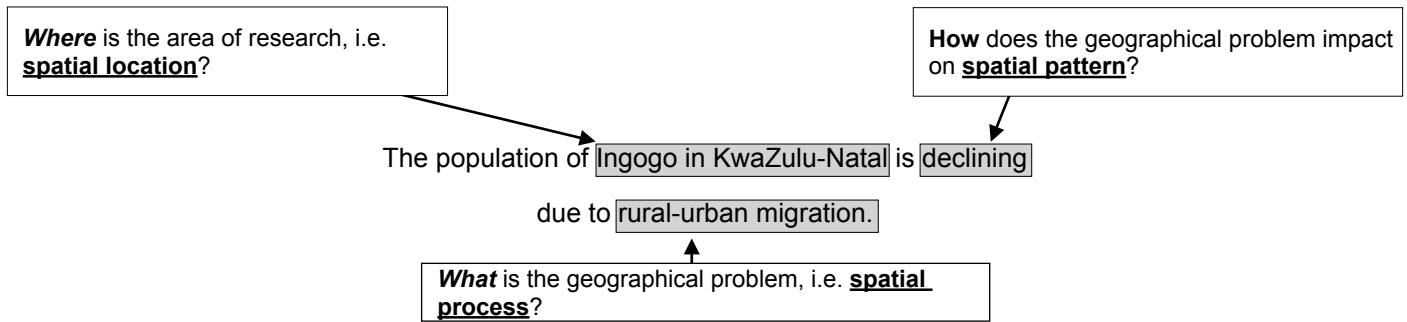 Where is the area of research, i.e.
spatial location?
How does the geographical problem impact
on spatial pattern?
The population of Ingogo in KwaZulu-Natal is declining
due to rural-urban migration.
What is the geographical problem, i.e. spatial
process?